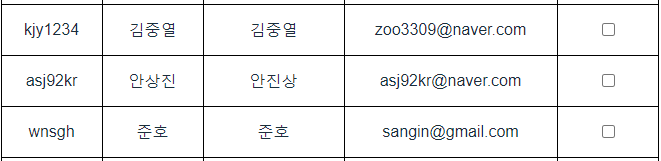 kjy1234 김중열 김중열 zoo3309@naver.com
asj92kr 안상진 안진상 asj92kr@naver.com
wnsgh 준호 준호 sangin@gmail.com